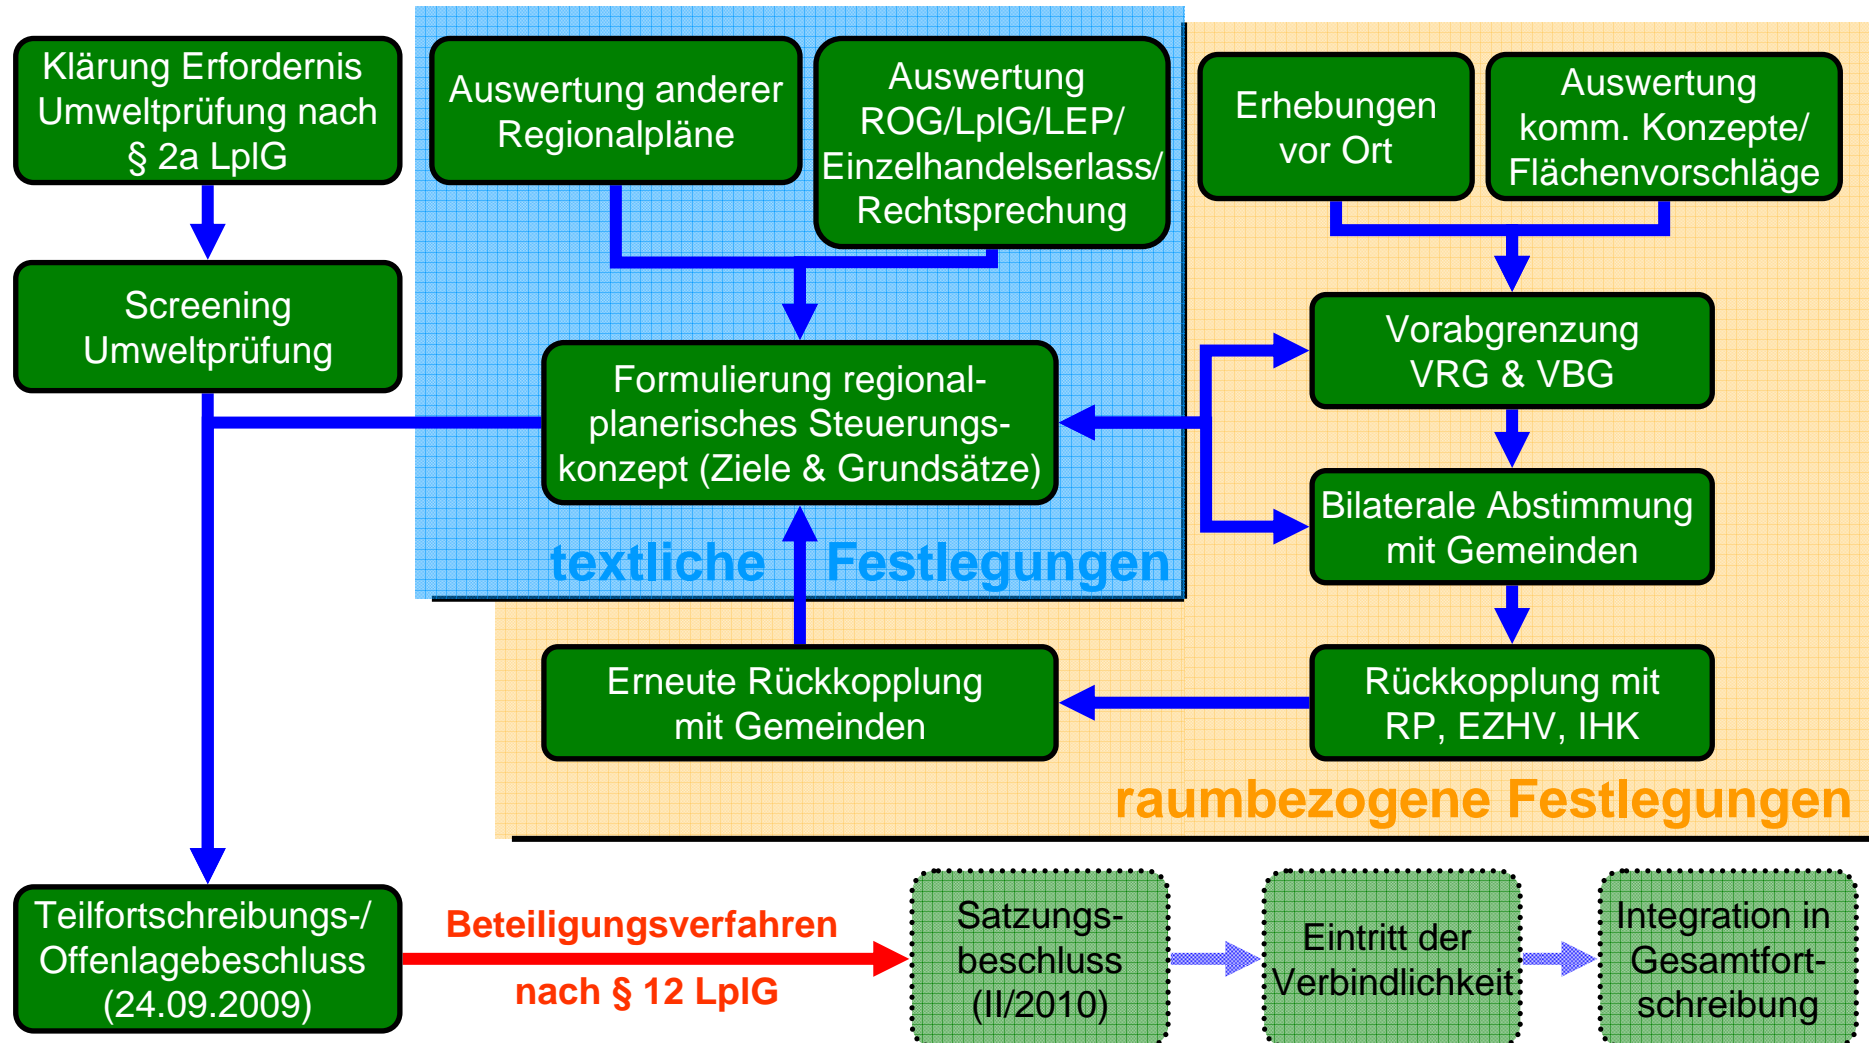 Klärung Erfordernis
Umweltprüfung nach
§ 2a LplG
Auswertung anderer
Regionalpläne
Auswertung
ROG/LplG/LEP/
Einzelhandelserlass/
Rechtsprechung
Erhebungen
vor Ort
Auswertung
komm. Konzepte/
Flächenvorschläge
Screening
Umweltprüfung
Formulierung regional-
planerisches Steuerungs-
konzept (Ziele & Grundsätze)
Vorabgrenzung
VRG & VBG
Bilaterale Abstimmung
mit Gemeinden
textliche Festlegungen
Erneute Rückkopplung
mit Gemeinden
Rückkopplung mit
RP, EZHV, IHK
raumbezogene Festlegungen
Teilfortschreibungs-/
Offenlagebeschluss
(24.09.2009)
Beteiligungsverfahren
nach § 12 LplG
Satzungs-
beschluss
(II/2010)
Eintritt der
Verbindlichkeit
Integration in
Gesamtfort-
schreibung